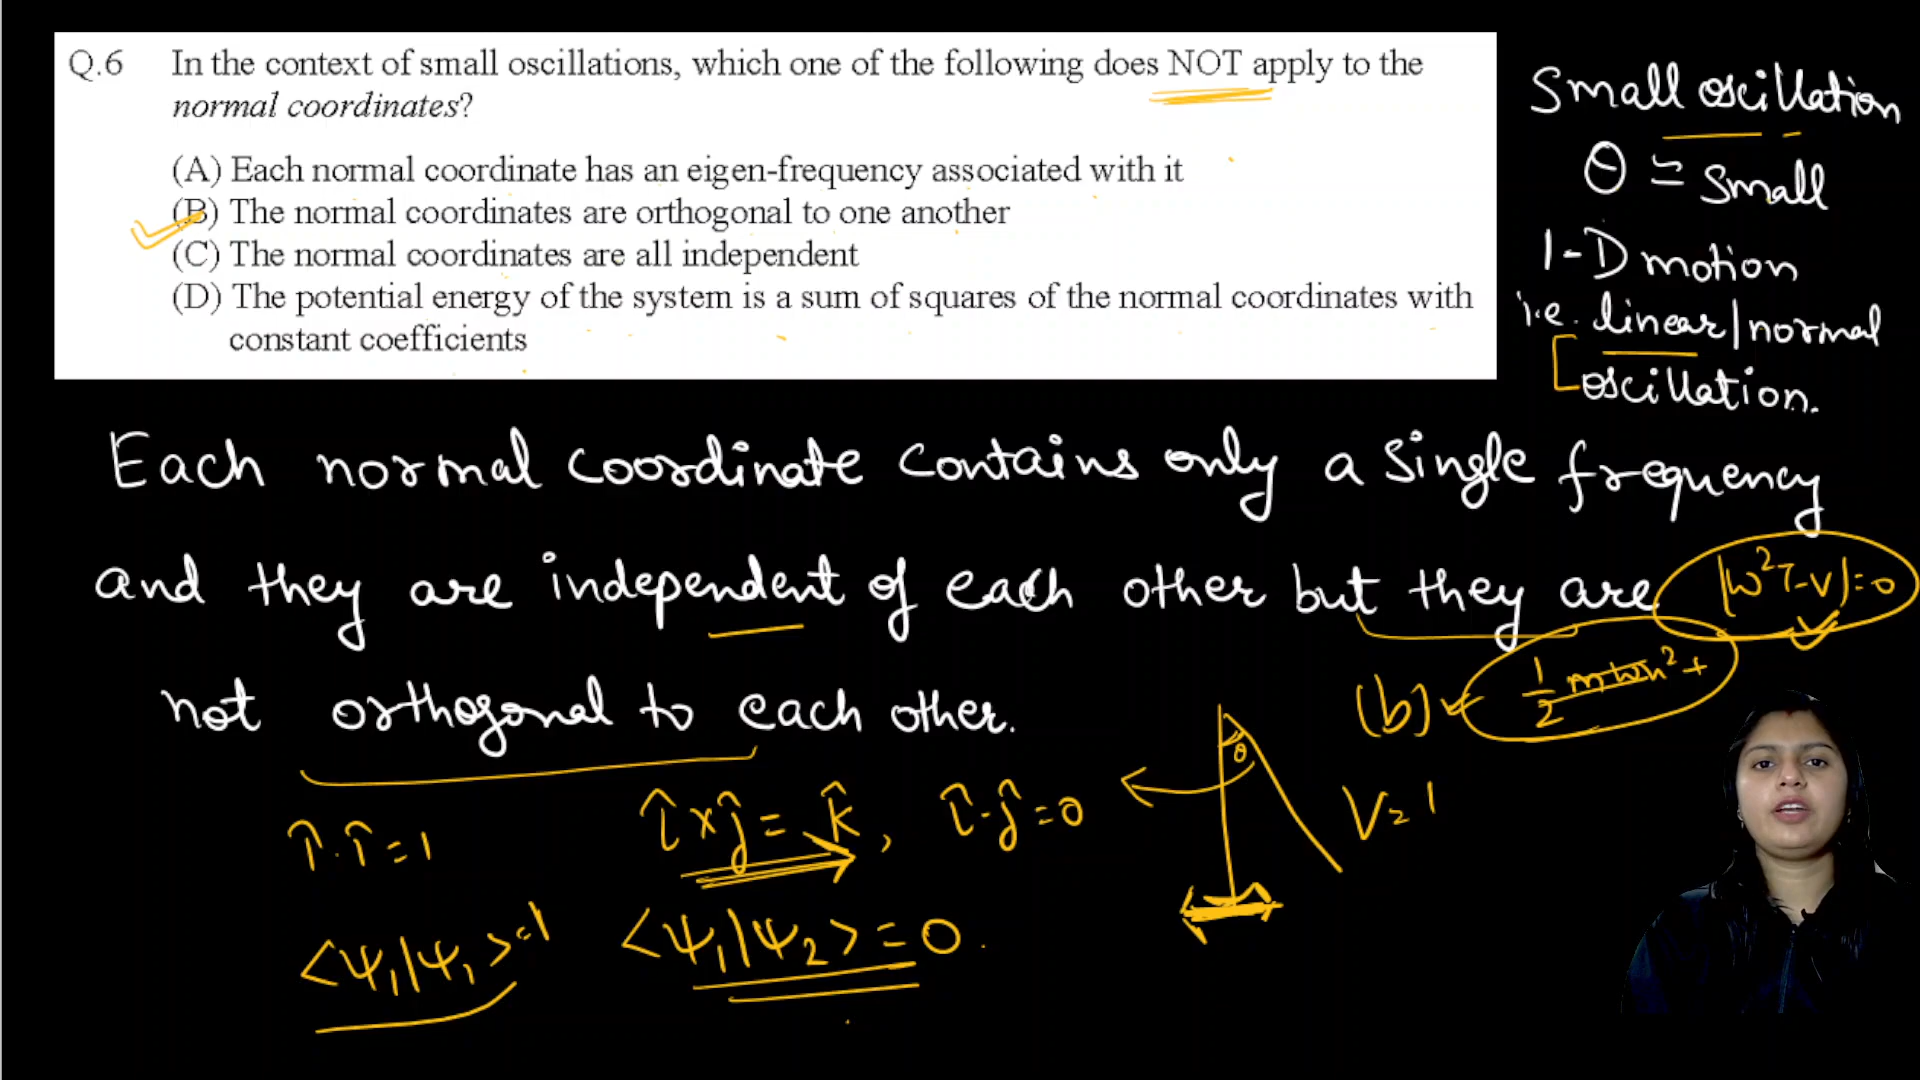 Q.6 In the context of small oscillations, which one of the following does NOT apply to the
normal coordinates?
(A) Each normal coordinate has an eigen-frequency associated with it
(B) The normal coordinates are orthogonal to one another
(C) The normal coordinates are all independent
(D) The potential energy of the system is a sum of squares of the normal coordinates with
constant coefficients
Small oscillation
θ ≃ small
1-D motion
i.e. linear/normal
oscillation.
Each normal coordinate contains only a single frequency
and they are independent of each other but they are
not orthogonal to each other.
|ω²T-V|=0
(b)
î.î=1
î×ĵ=k̂, î.ĵ=0
θ
<ψ₁|ψ₁>=1
<ψ₁|ψ₂>=0.